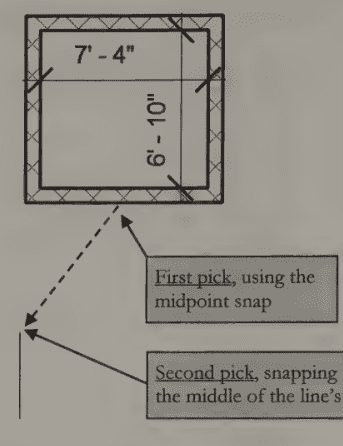 7' - 4"
6' - 10"
First pick, using the
midpoint snap
Second pick, snapping
the middle of the line's